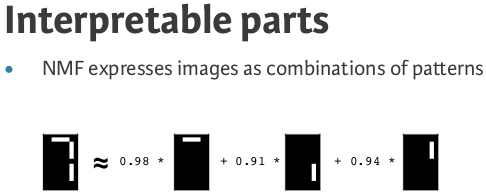 Interpretable parts
• NMF expresses images as combinations of patterns
≈ 0.98 * + 0.91 * + 0.94 *